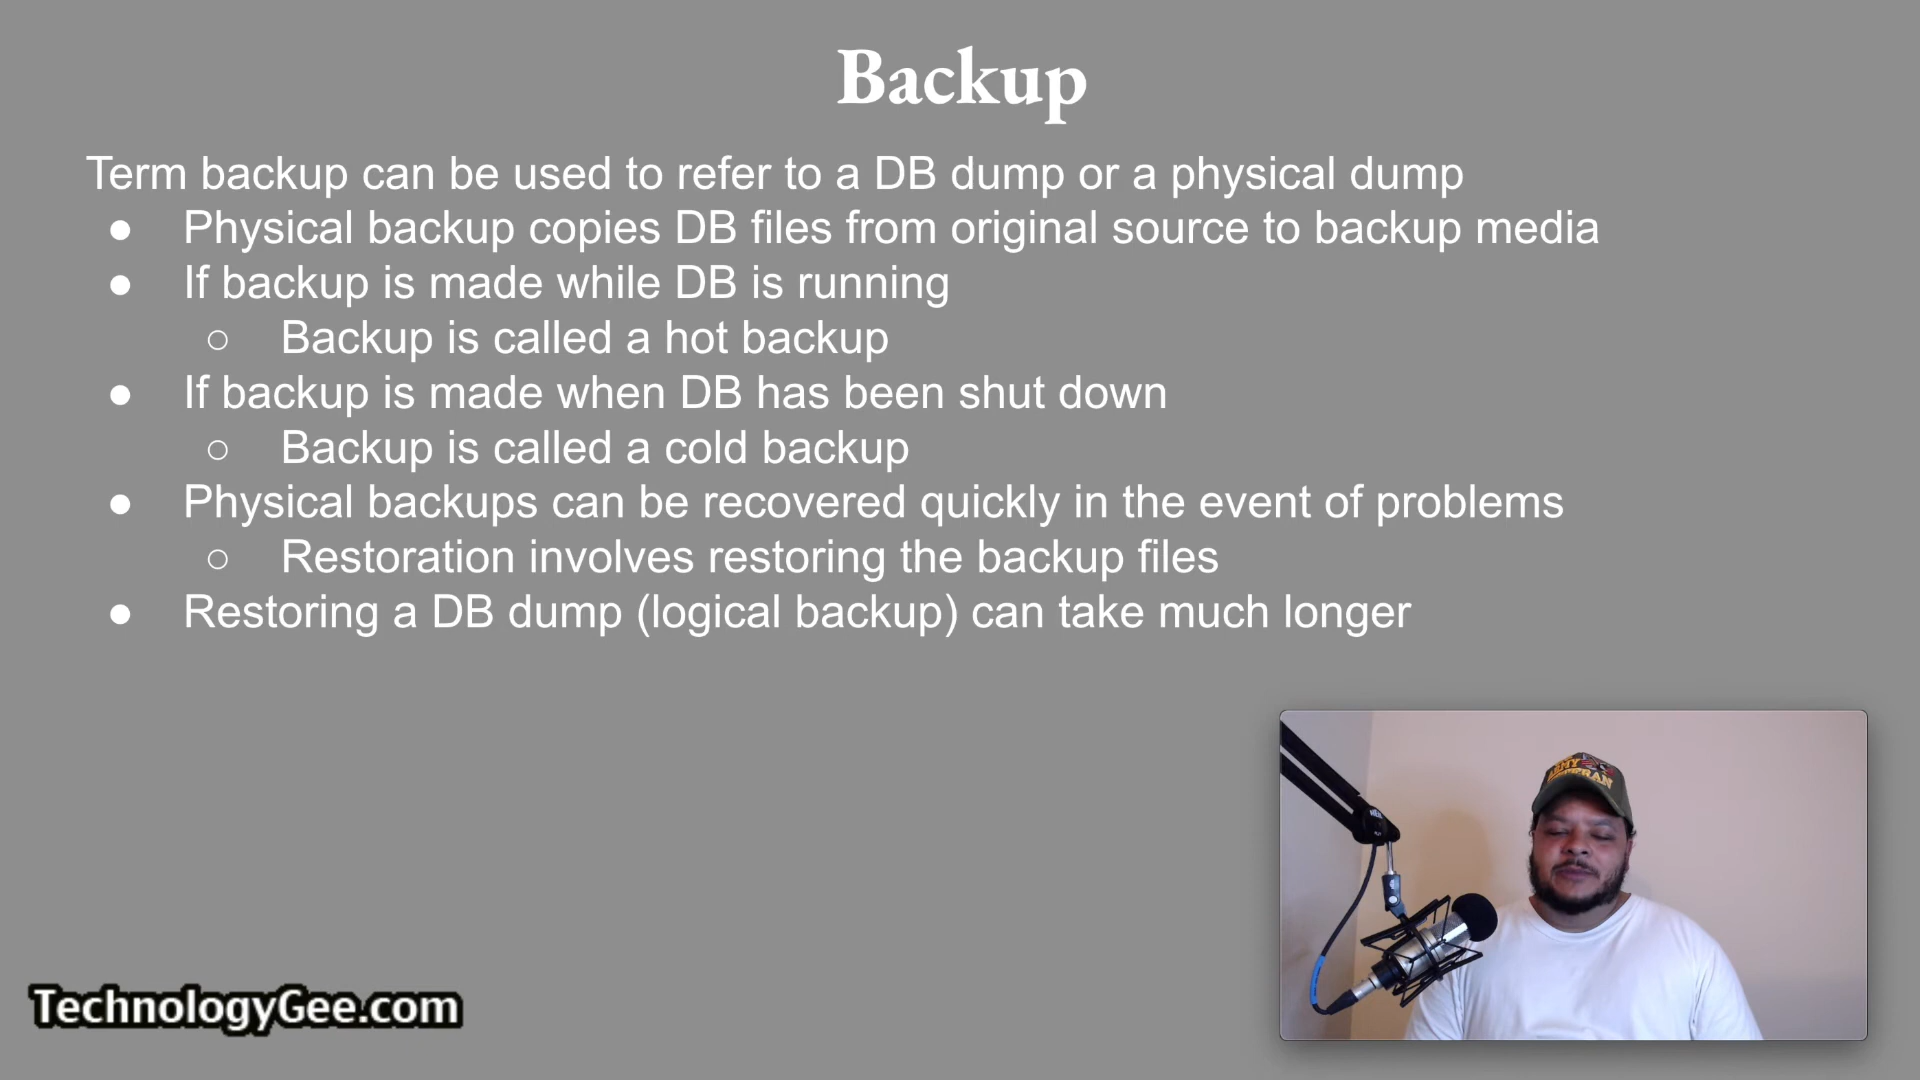 Backup
Term backup can be used to refer to a DB dump or a physical dump
● Physical backup copies DB files from original source to backup media
● If backup is made while DB is running
○ Backup is called a hot backup
● If backup is made when DB has been shut down
○ Backup is called a cold backup
● Physical backups can be recovered quickly in the event of problems
○ Restoration involves restoring the backup files
● Restoring a DB dump (logical backup) can take much longer
ARMY
VETERAN
TechnologyGee.com